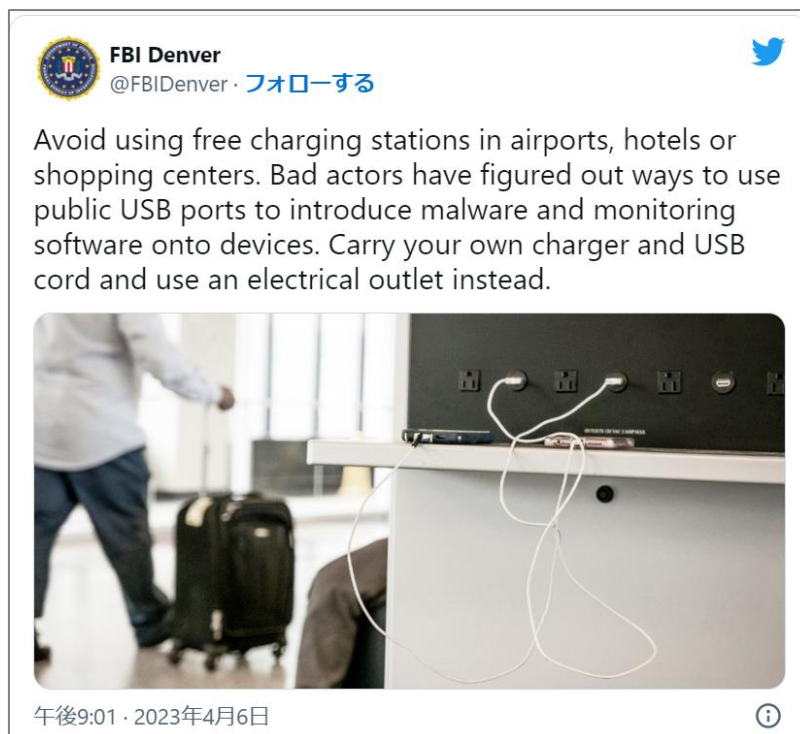 FBI Denver
@FBIDenver · フォローする
Avoid using free charging stations in airports, hotels or
shopping centers. Bad actors have figured out ways to use
public USB ports to introduce malware and monitoring
software onto devices. Carry your own charger and USB
cord and use an electrical outlet instead.
午後9:01 · 2023年4月6日